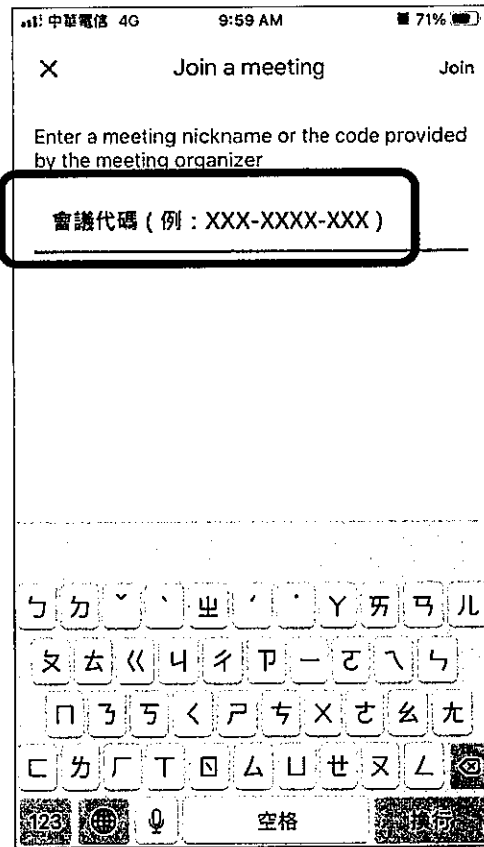 中華電信 4G 9:59 AM 71%
Join a meeting Join
Enter a meeting nickname or the code provided
by the meeting organizer
會議代碼 ( 例 : XXX-XXXX-XXX )
ㄅ ㄉ ˇ ˋ ㄓ ˊ ˙ ㄚ ㄞ ㄢ ㄦ
ㄆ ㄊ ㄍ ㄐ ㄔ ㄗ ㄧ ㄛ ㄟ ㄣ
ㄇ ㄋ ㄎ ㄑ ㄕ ㄘ ㄨ ㄜ ㄠ ㄤ
ㄈ ㄌ ㄏ ㄒ ㄖ ㄙ ㄩ ㄝ ㄡ ㄥ
123 空格 換行